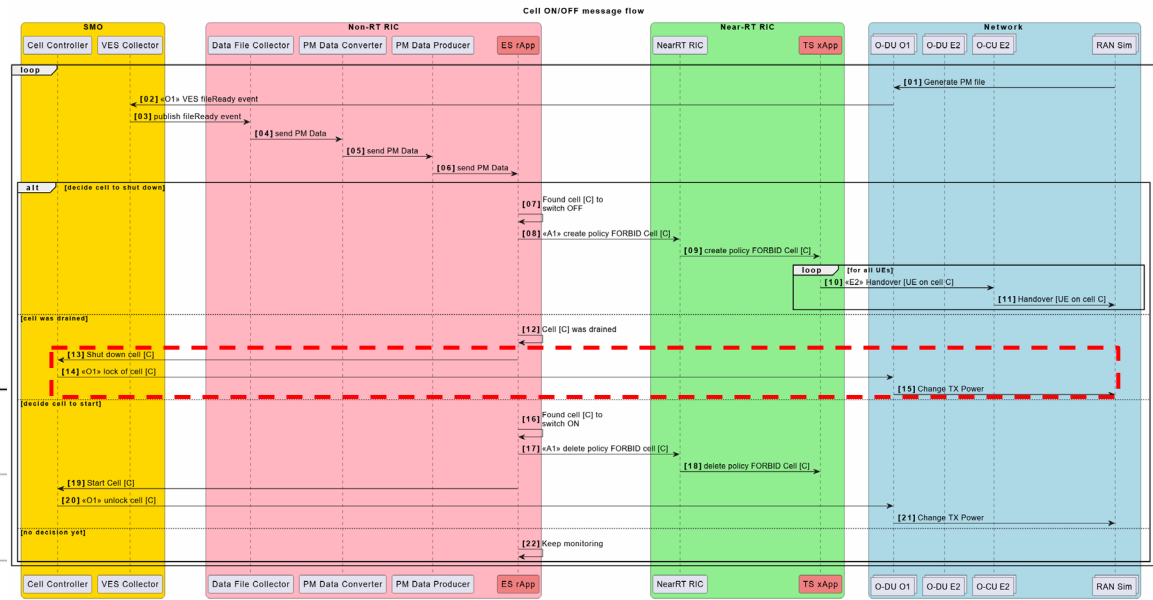 Cell ON/OFF message flow
SMO
Non-RT RIC
Near-RT RIC
Network
Cell Controller
VES Collector
Data File Collector
PM Data Converter
PM Data Producer
ES rApp
NearRT RIC
TS xApp
O-DU O1
O-DU E2
O-CU E2
RAN Sim
loop
[01] Generate PM file
[02] «O1» VES fileReady event
[03] publish fileReady event
[04] send PM Data
[05] send PM Data
[06] send PM Data
alt
[decide cell to shut down]
[07] Found cell [C] to
switch OFF
[08] «A1» create policy FORBID Cell [C]
[09] create policy FORBID Cell [C]
loop
[for all UEs]
[10] «E2» Handover [UE on cell C]
[11] Handover [UE on cell C]
[cell was drained]
[12] Cell [C] was drained
[13] Shut down cell [C]
[14] «O1» lock of cell [C]
[15] Change TX Power
[decide cell to start]
[16] Found cell [C] to
switch ON
[17] «A1» delete policy FORBID cell [C]
[18] delete policy FORBID Cell [C]
[19] Start Cell [C]
[20] «O1» unlock cell [C]
[21] Change TX Power
[no decision yet]
[22] Keep monitoring
Cell Controller
VES Collector
Data File Collector
PM Data Converter
PM Data Producer
ES rApp
NearRT RIC
TS xApp
O-DU O1
O-DU E2
O-CU E2
RAN Sim